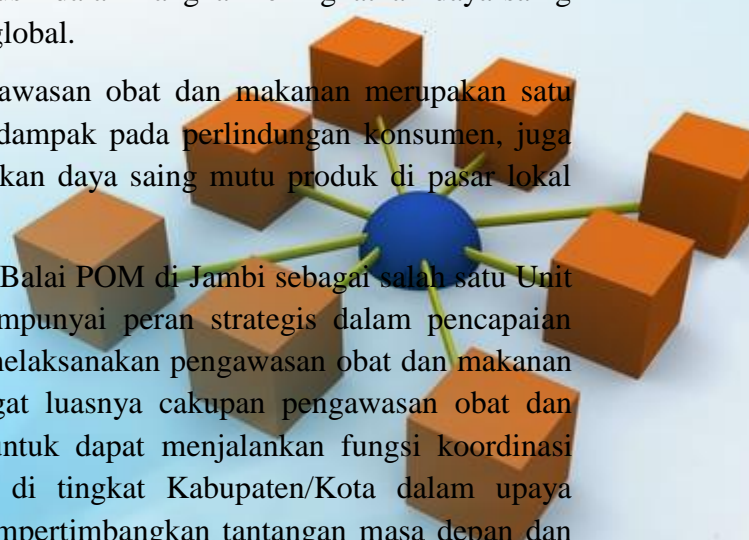 global.
awasan obat dan makanan merupakan satu
dampak pada perlindungan konsumen, juga
kan daya saing mutu produk di pasar lokal
Balai POM di Jambi sebagai salah satu Unit
mpunyai peran strategis dalam pencapaian
melaksanakan pengawasan obat dan makanan
gat luasnya cakupan pengawasan obat dan
untuk dapat menjalankan fungsi koordinasi
di tingkat Kabupaten/Kota dalam upaya
mpertimbangkan tantangan masa depan dan